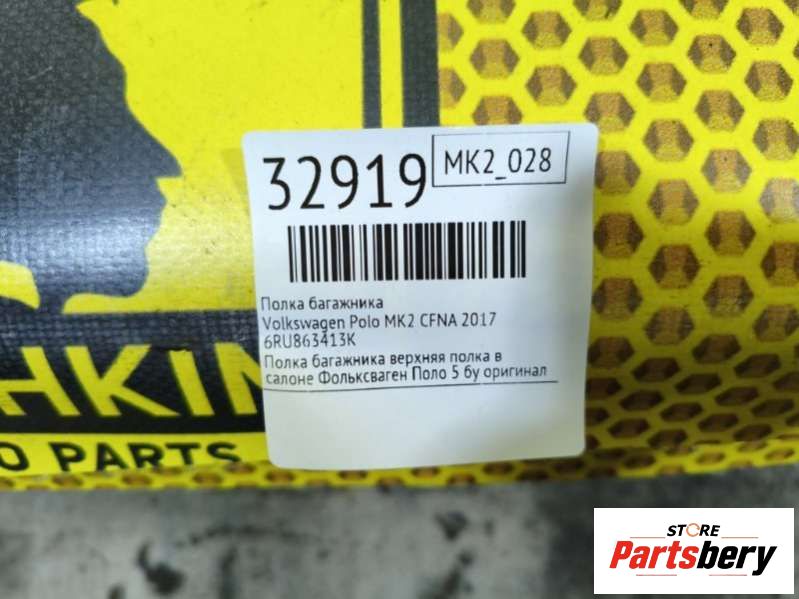 32919
MK2_028
Полка багажника
Volkswagen Polo MK2 CFNA 2017
6RU863413K
Полка багажника верхняя полка в
салоне Фольксваген Поло 5 бу оригинал
HKIN
O PARTS
STORE
Partsbery